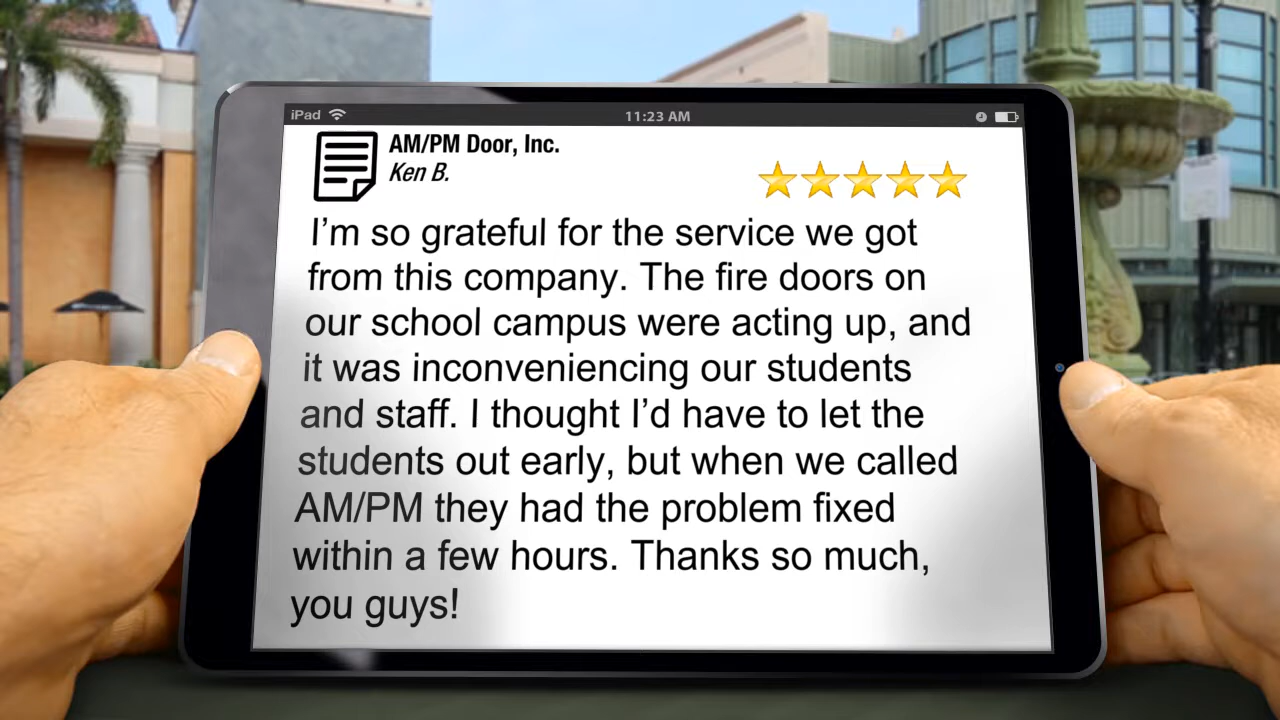 iPad 11:23 AM
AM/PM Door, Inc.
Ken B.
I’m so grateful for the service we got
from this company. The fire doors on
our school campus were acting up, and
it was inconveniencing our students
and staff. I thought I’d have to let the
students out early, but when we called
AM/PM they had the problem fixed
within a few hours. Thanks so much,
you guys!